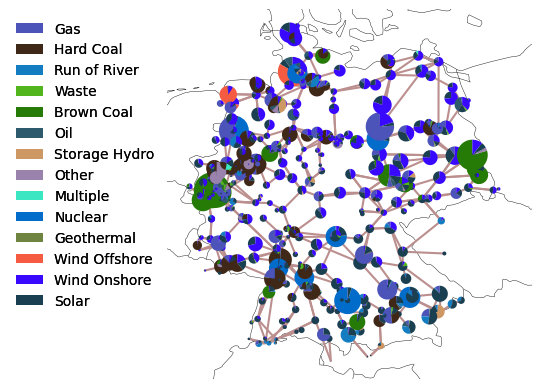 Gas
Hard Coal
Run of River
Waste
Brown Coal
Oil
Storage Hydro
Other
Multiple
Nuclear
Geothermal
Wind Offshore
Wind Onshore
Solar